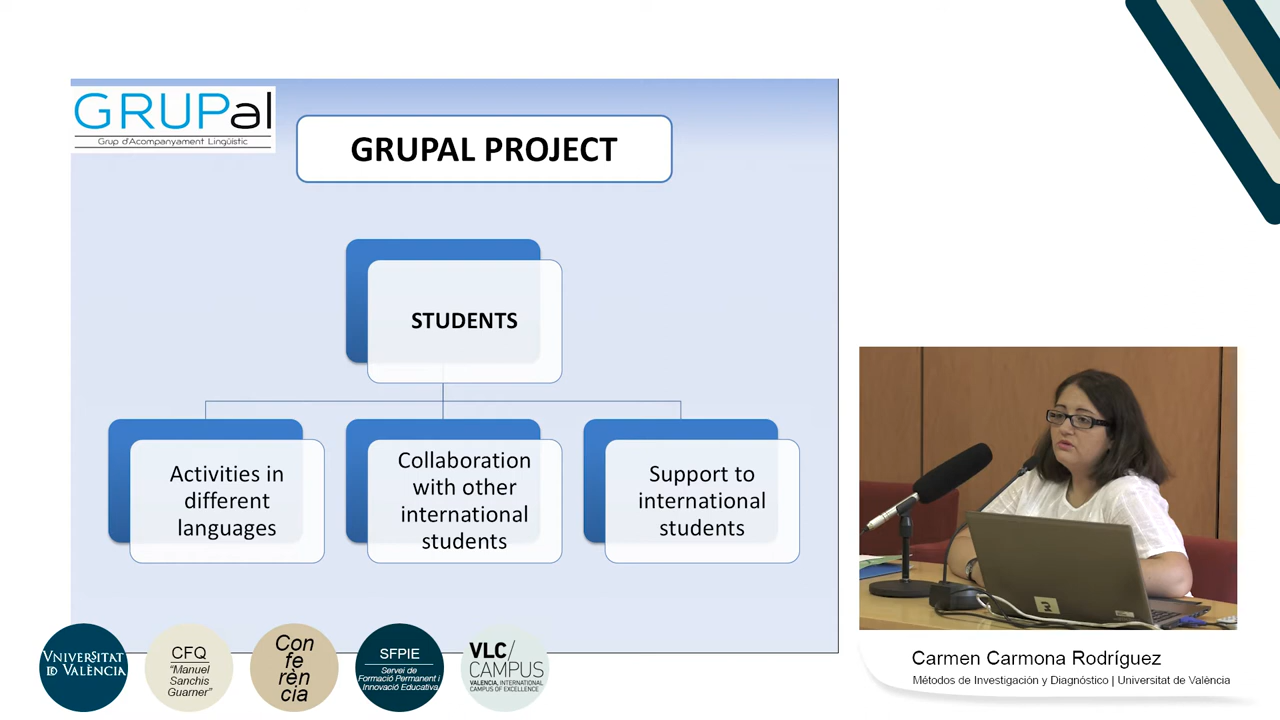 GRUPal
Grup d'Acompanyament Lingüístic
GRUPAL PROJECT
STUDENTS
Activities in
different
languages
Collaboration
with other
international
students
Support to
international
students
VNIVERSITAT
ID VALÈNCIA
CFQ
"Manuel
Sanchis
Guarner"
Con
fe
rèn
cia
SFPIE
Servei de
Formació Permanent i
Innovació Educativa
VLC/
CAMPUS
VALENCIA, INTERNATIONAL
CAMPUS OF EXCELLENCE
Carmen Carmona Rodríguez
Métodos de Investigación y Diagnóstico | Universitat de València